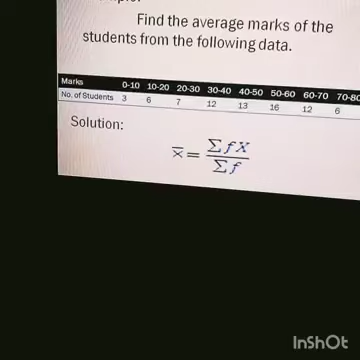 Find the average marks of the
students from the following data.
Marks 0-10 10-20 20-30 30-40 40-50 50-60 60-70 70-80
No. of Students 3 6 7 12 13 16 12 6
Solution:
x̅ = ΣfX / Σf
InShOt